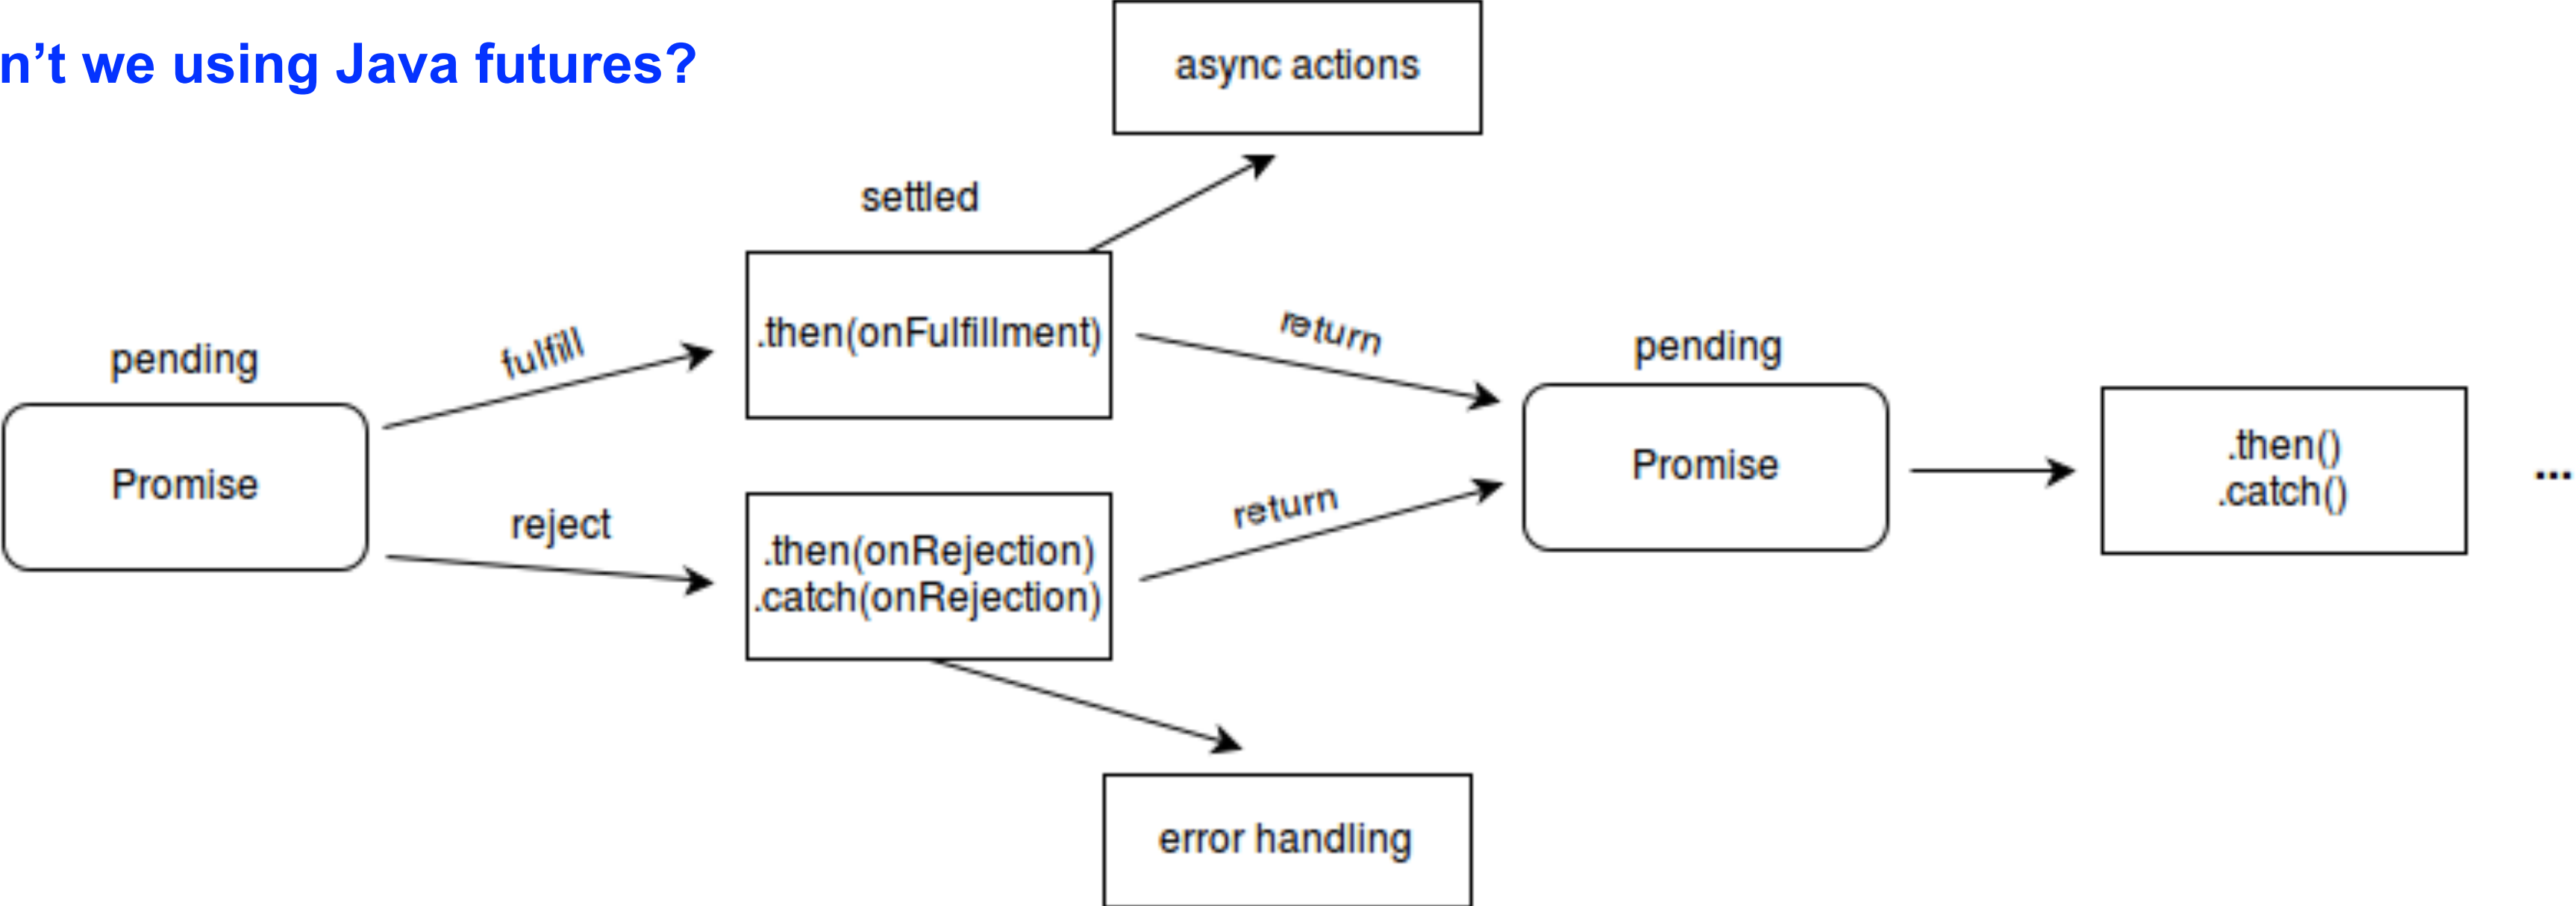 n’t we using Java futures?
async actions
settled
.then(onFulfillment)
fulfill
return
pending
pending
Promise
Promise
.then()
.catch()
...
reject
return
.then(onRejection)
.catch(onRejection)
error handling